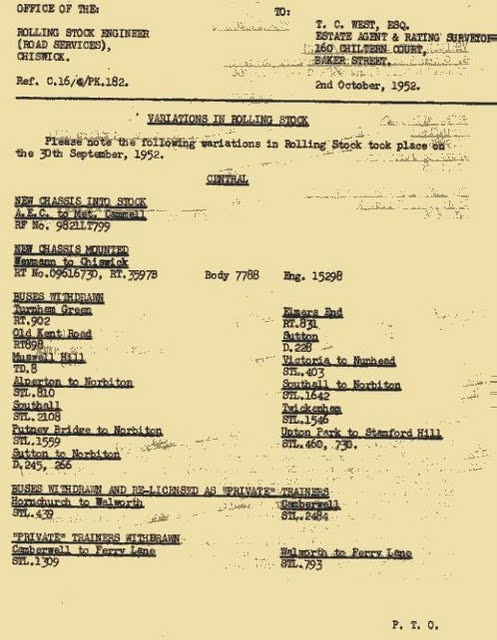 OFFICE OF THE:
ROLLING STOCK ENGINEER
(ROAD SERVICES),
CHISWICK.
Ref. C.16/4/PK.182.
TO:
T. C. WEST, ESQ.
ESTATE AGENT & RATING SURVEYOR
160 CHILTERN COURT,
BAKER STREET.
2nd October, 1952.
VARIATIONS IN ROLLING STOCK
Please note the following variations in Rolling Stock took place on
the 30th September, 1952.
CENTRAL
NEW CHASSIS INTO STOCK
A.E.C. to Met. Cammell
RF No. 9821LT799
NEW CHASSIS MOUNTED
Weymann to Chiswick
RT No.09616730, RT.3597B Body 7788 Eng. 15298
BUSES WITHDRAWN
Turnham Green
RT.902
Old Kent Road
RT898
Muswell Hill
TD.8
Alperton to Norbiton
STL.810
Southall
STL.2108
Putney Bridge to Norbiton
STL.1559
Sutton to Norbiton
D.245, 266
Elmers End
RT.831
Sutton
D.228
Victoria to Nunhead
STL.403
Southall to Norbiton
STL.1642
Twickenham
STL.1546
Upton Park to Stamford Hill
STL.460, 730.
BUSES WITHDRAWN AND RE-LICENSED AS "PRIVATE" TRAINERS
Hornchurch to Walworth
STL.439
Camberwell
STL.2484
"PRIVATE" TRAINERS WITHDRAWN
Camberwell to Ferry Lane
STL.1309
Walworth to Ferry Lane
STL.793
P. T. O.